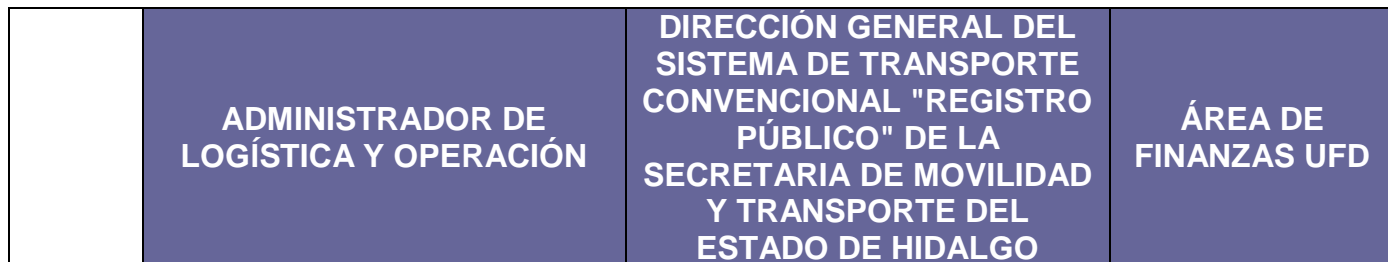 ADMINISTRADOR DE
LOGÍSTICA Y OPERACIÓN
DIRECCIÓN GENERAL DEL
SISTEMA DE TRANSPORTE
CONVENCIONAL "REGISTRO
PÚBLICO" DE LA
SECRETARIA DE MOVILIDAD
Y TRANSPORTE DEL
ESTADO DE HIDALGO
ÁREA DE
FINANZAS UFD